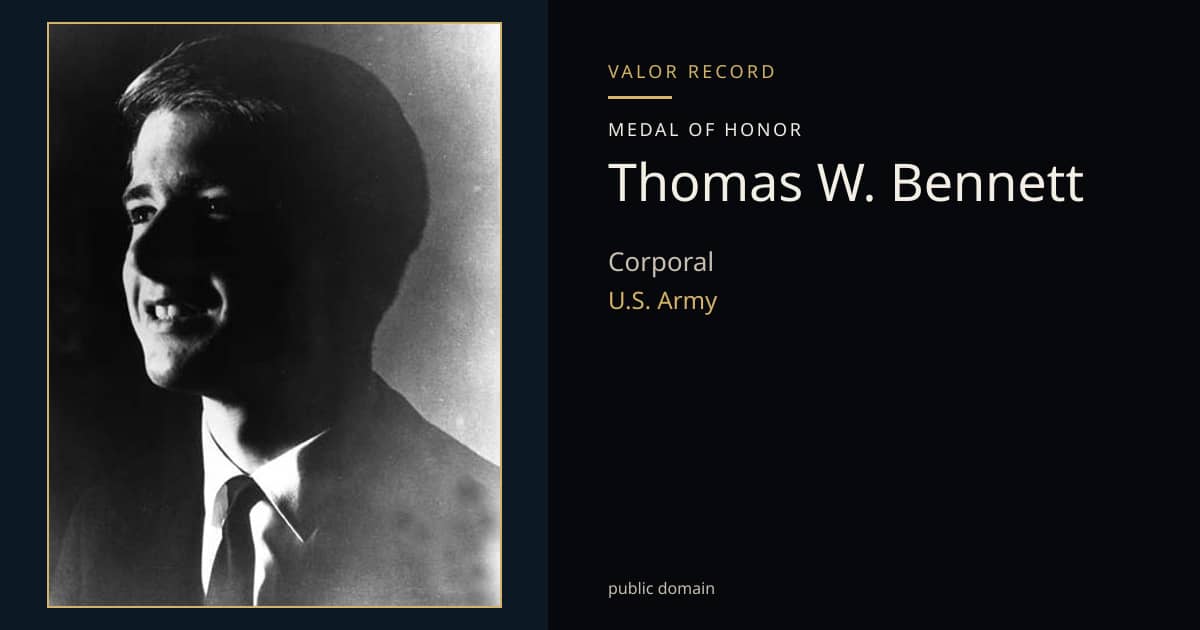 VALOR RECORD
MEDAL OF HONOR
Thomas W. Bennett
Corporal
U.S. Army
public domain